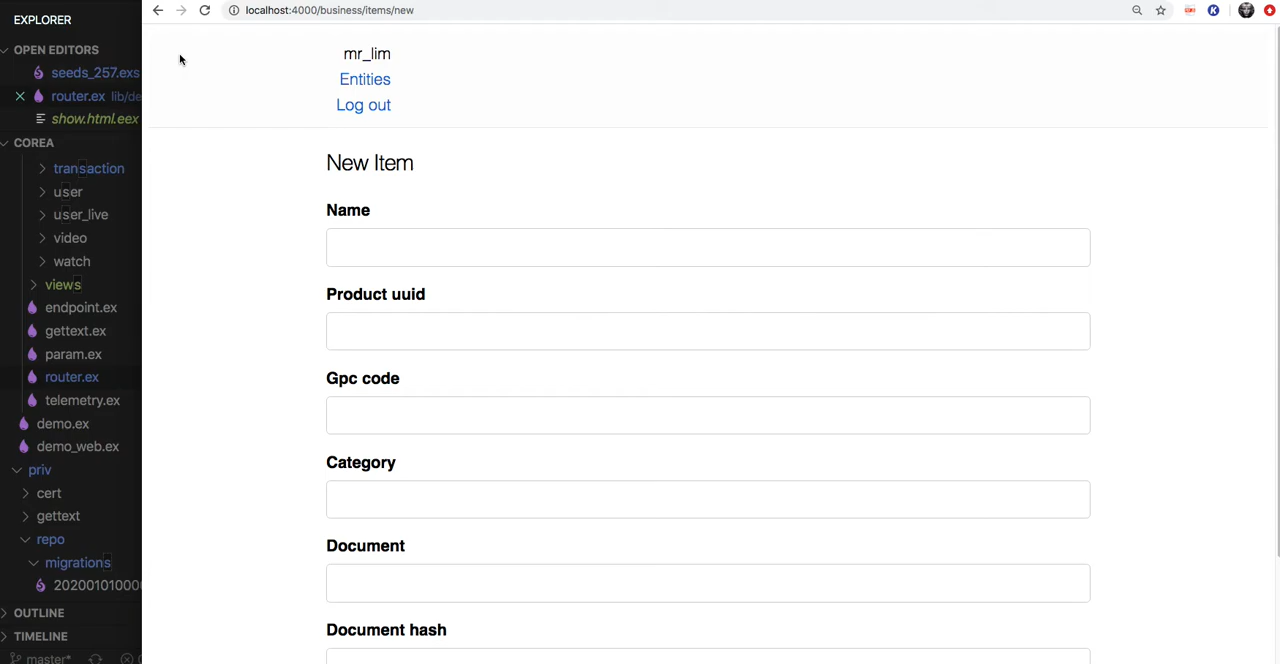 EXPLORER
OPEN EDITORS
seeds_257.exs
router.ex lib/de
show.html.eex
COREA
transaction
user
user_live
video
watch
views
endpoint.ex
gettext.ex
param.ex
router.ex
telemetry.ex
demo.ex
demo_web.ex
priv
cert
gettext
repo
migrations
20200101000
OUTLINE
TIMELINE
master*
localhost:4000/business/items/new
mr_lim
Entities
Log out
New Item
Name
Product uuid
Gpc code
Category
Document
Document hash